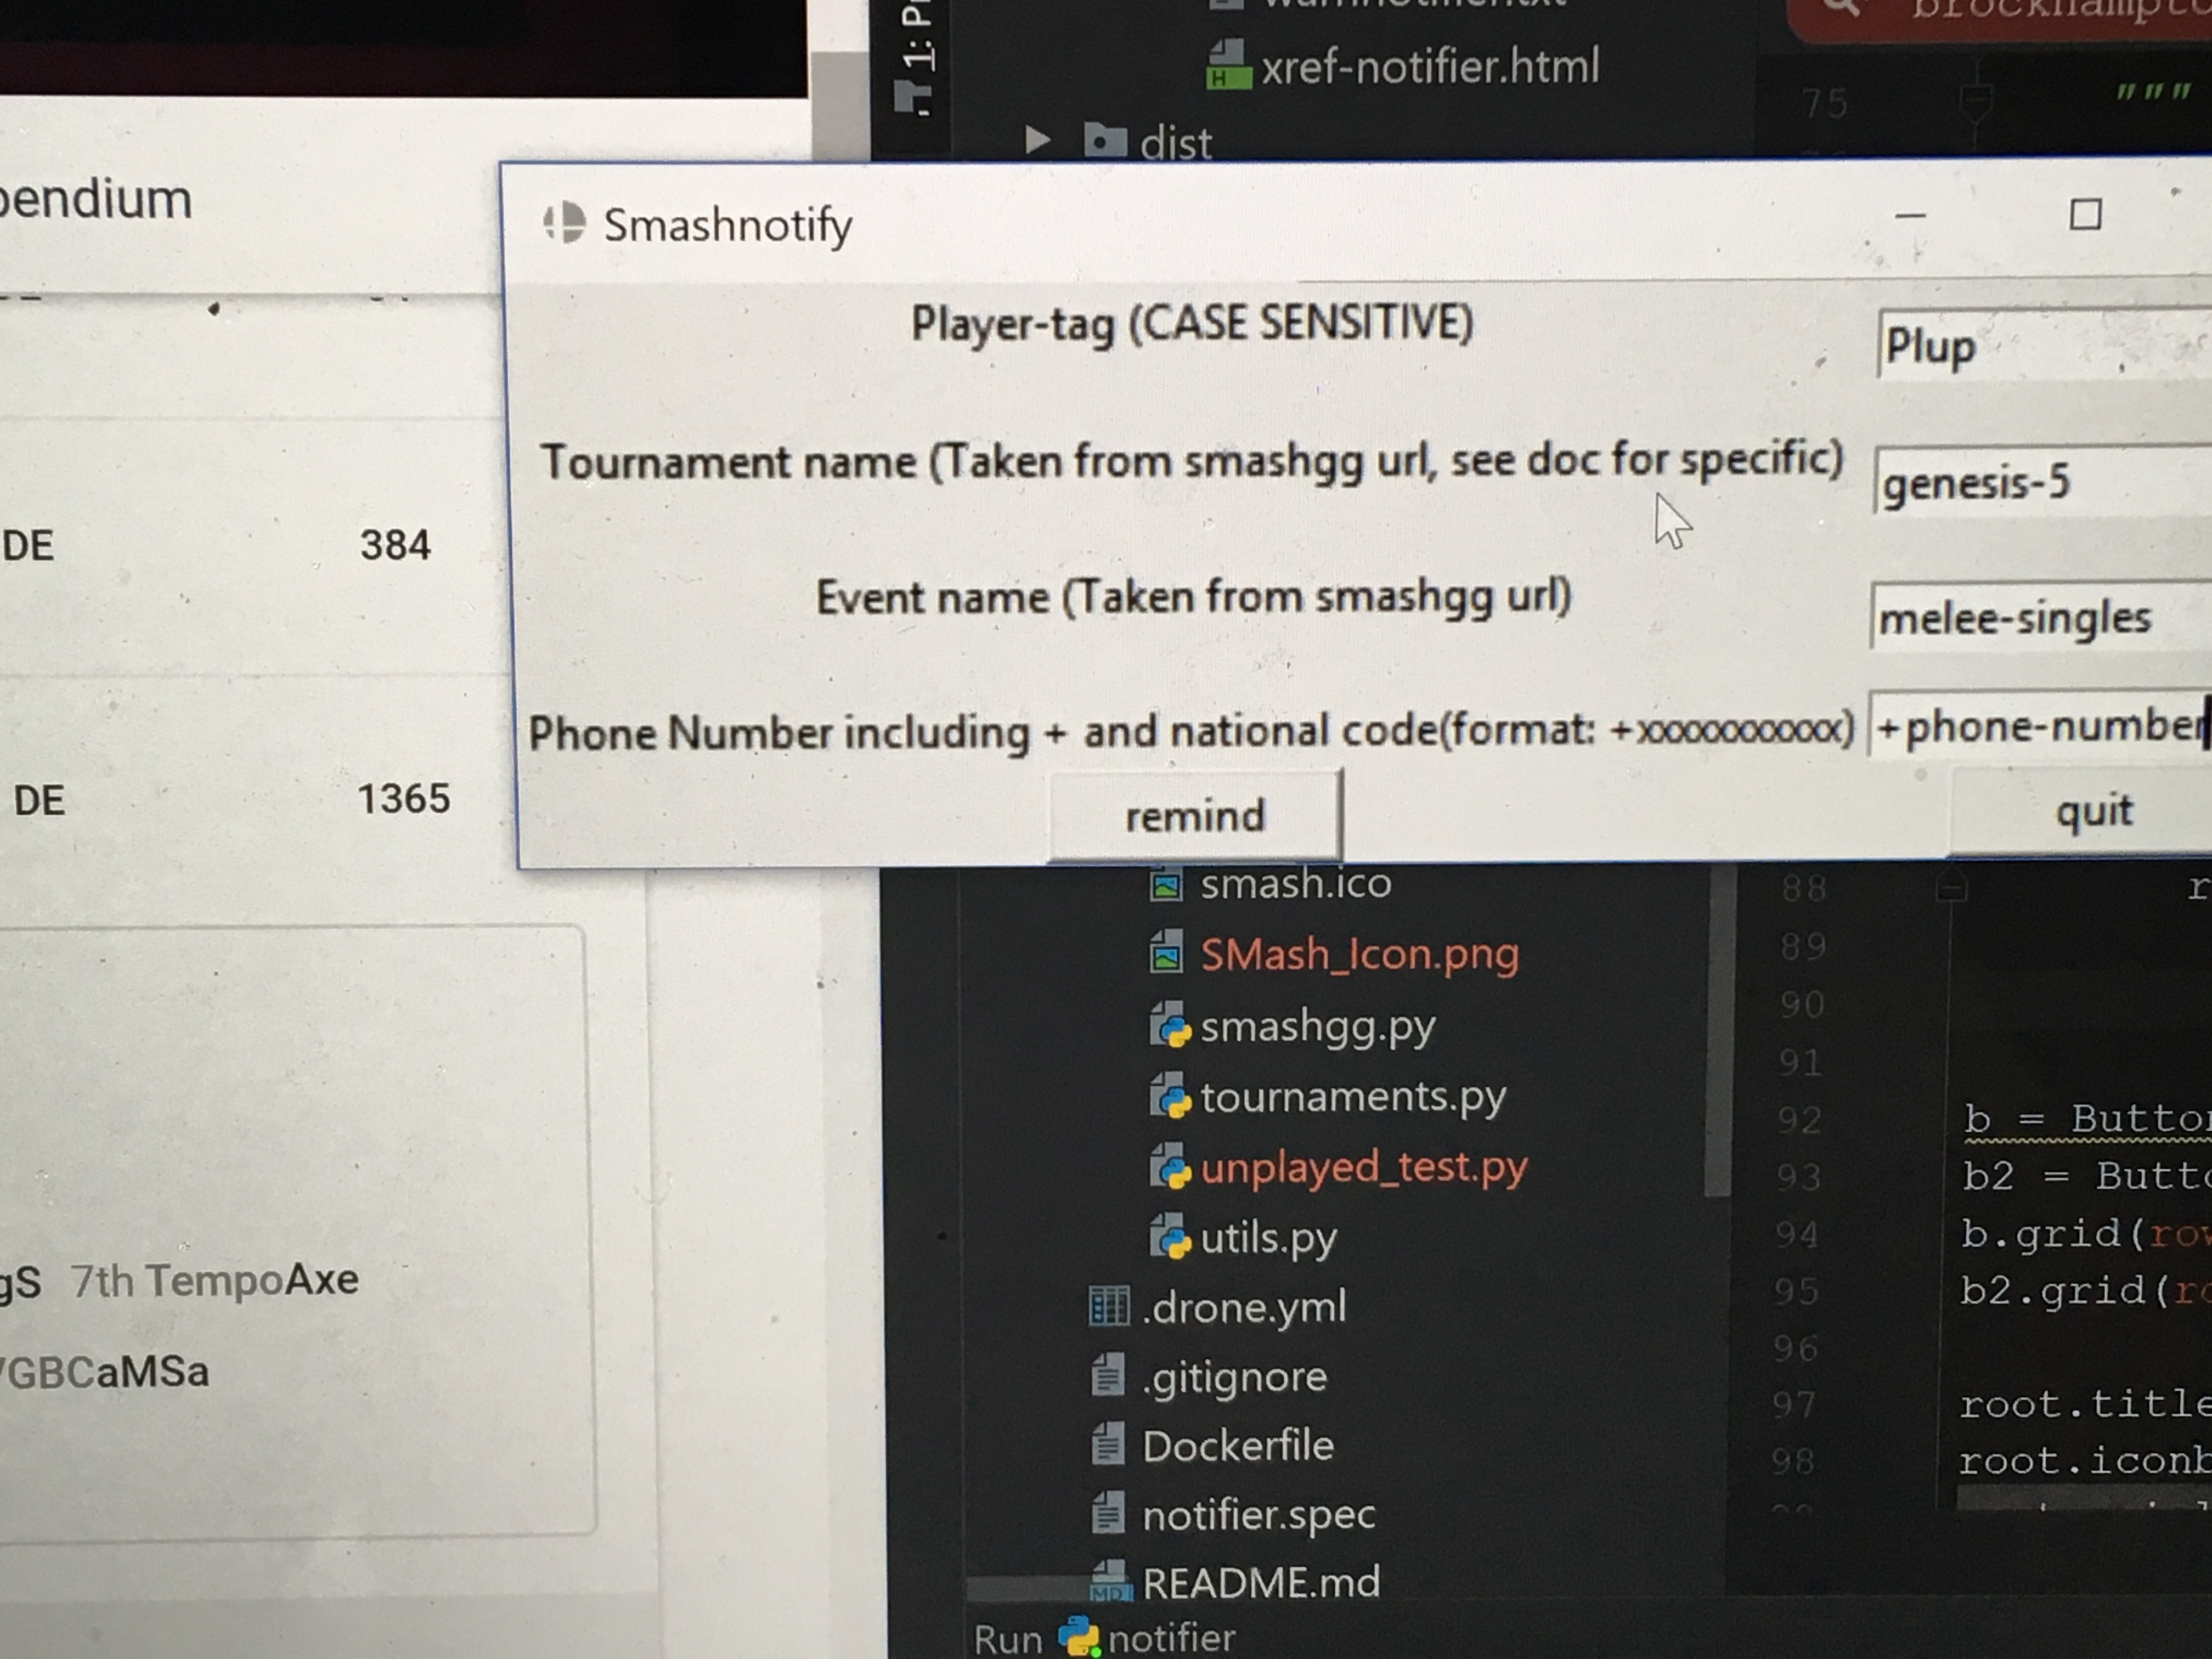 warnnotifier.txt
xref-notifier.html
dist
1: P
brockhampto
75 """
pendium
Smashnotify
Player-tag (CASE SENSITIVE) Plup
Tournament name (Taken from smashgg url, see doc for specific) genesis-5
Event name (Taken from smashgg url) melee-singles
Phone Number including + and national code(format: +xxxxxxxxxxx) +phone-number
remind quit
DE 384
DE 1365
gS 7th TempoAxe
GBCaMSa
smash.ico
SMash_Icon.png
smashgg.py
tournaments.py
unplayed_test.py
utils.py
.drone.yml
.gitignore
Dockerfile
notifier.spec
README.md
88 r
89
90
91
92 b = Button
93 b2 = Butto
94 b.grid(row
95 b2.grid(ro
96
97 root.title
98 root.iconb
Run notifier